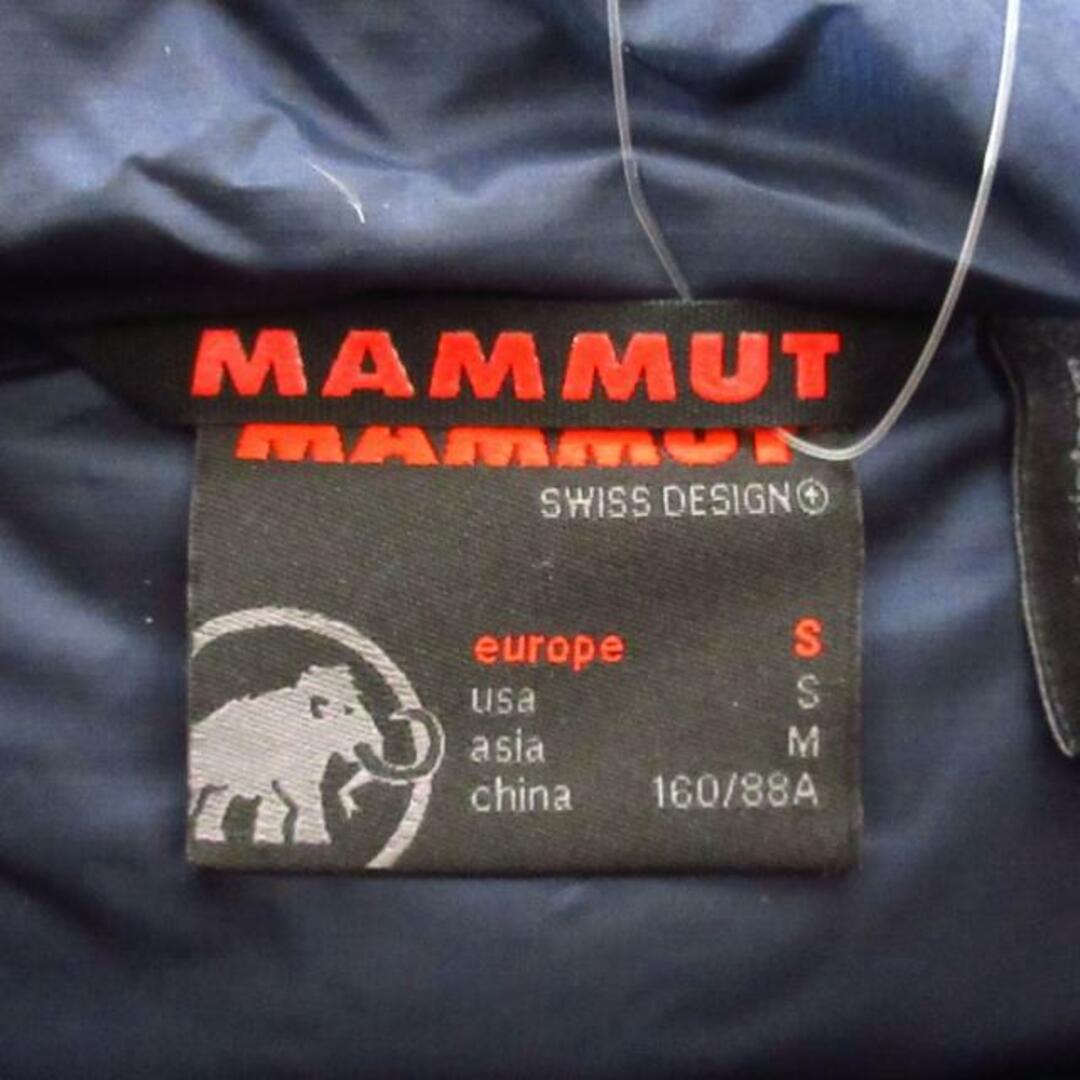 MAMMUT
MAMMUT
SWISS DESIGN
europe S
usa S
asia M
china 160/88A